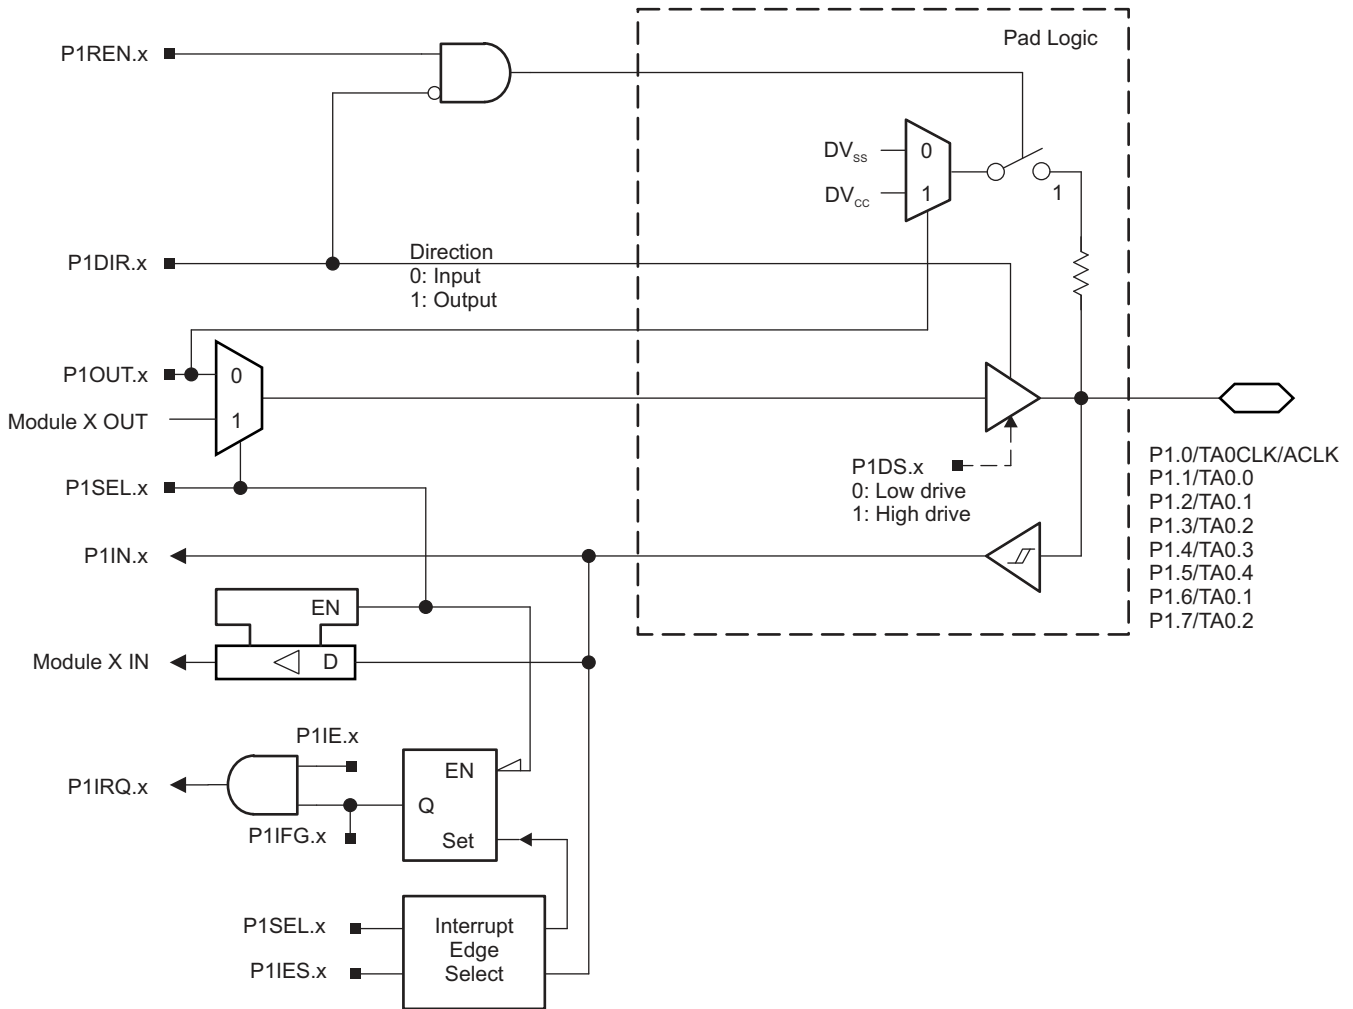 Pad Logic
P1REN.x
DVSS
0
DVCC
1
1
P1DIR.x
Direction
0: Input
1: Output
P1OUT.x
0
Module X OUT
1
P1DS.x
0: Low drive
1: High drive
P1.0/TA0CLK/ACLK
P1.1/TA0.0
P1.2/TA0.1
P1.3/TA0.2
P1.4/TA0.3
P1.5/TA0.4
P1.6/TA0.1
P1.7/TA0.2
P1SEL.x
P1IN.x
EN
Module X IN
D
P1IE.x
P1IRQ.x
EN
Q
P1IFG.x
Set
P1SEL.x
P1IES.x
Interrupt
Edge
Select